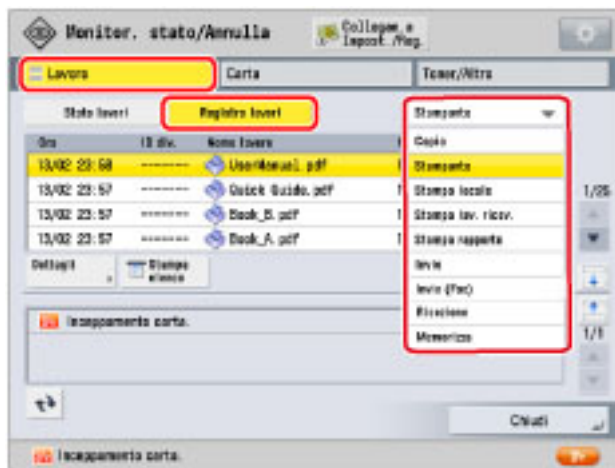 Monitor. stato/Annulla
Collegam. e
Impost./Reg.
Lavoro
Carta
Toner/Altro
Stato lavori
Registro lavori
Stampante
Ora
ID div.
Nome lavoro
Copia
13/02 23:58 -------- UserManual.pdf
Stampante
13/02 23:57 -------- Quick Guide.pdf
Stampa locale
1/25
13/02 23:57 -------- Book_B.pdf
Stampa lav. ricev.
13/02 23:57 -------- Book_A.pdf
Stampa rapporto
Dettagli
Stampa
elenco
Invio
Invio (Fax)
Ricezione
Memorizza
Inceppamento carta.
1/1
Chiudi
Inceppamento carta.